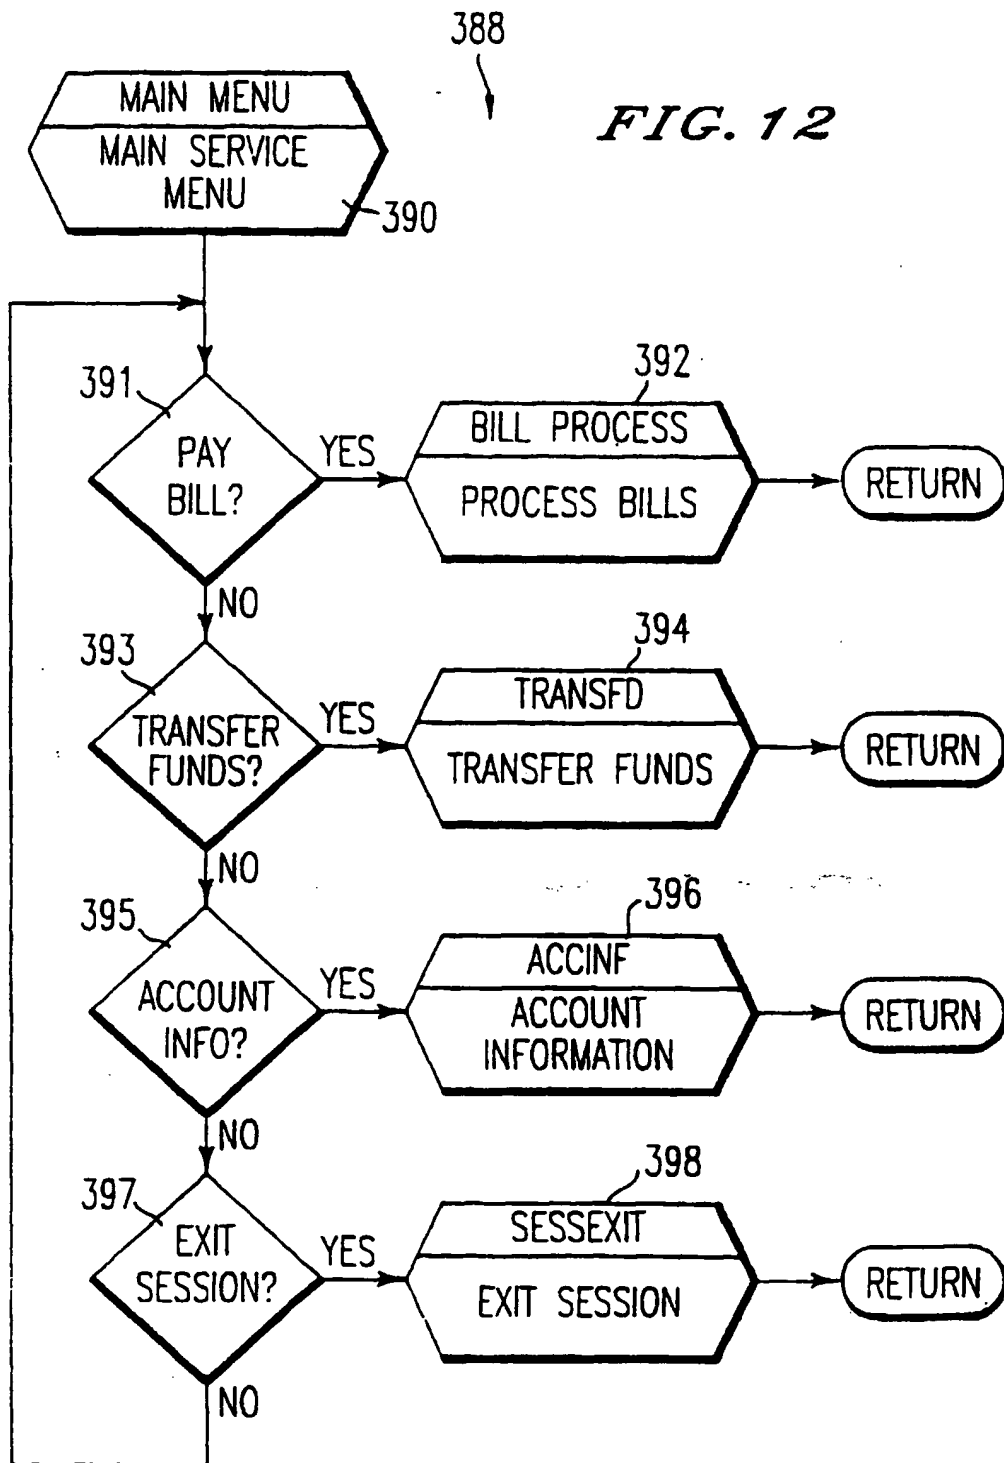 388
FIG. 12
MAIN MENU
MAIN SERVICE
MENU
390
391
PAY
BILL?
YES
392
BILL PROCESS
PROCESS BILLS
RETURN
NO
393
TRANSFER
FUNDS?
YES
394
TRANSFD
TRANSFER FUNDS
RETURN
NO
395
ACCOUNT
INFO?
YES
396
ACCINF
ACCOUNT
INFORMATION
RETURN
NO
397
EXIT
SESSION?
YES
398
SESSEXIT
EXIT SESSION
RETURN
NO